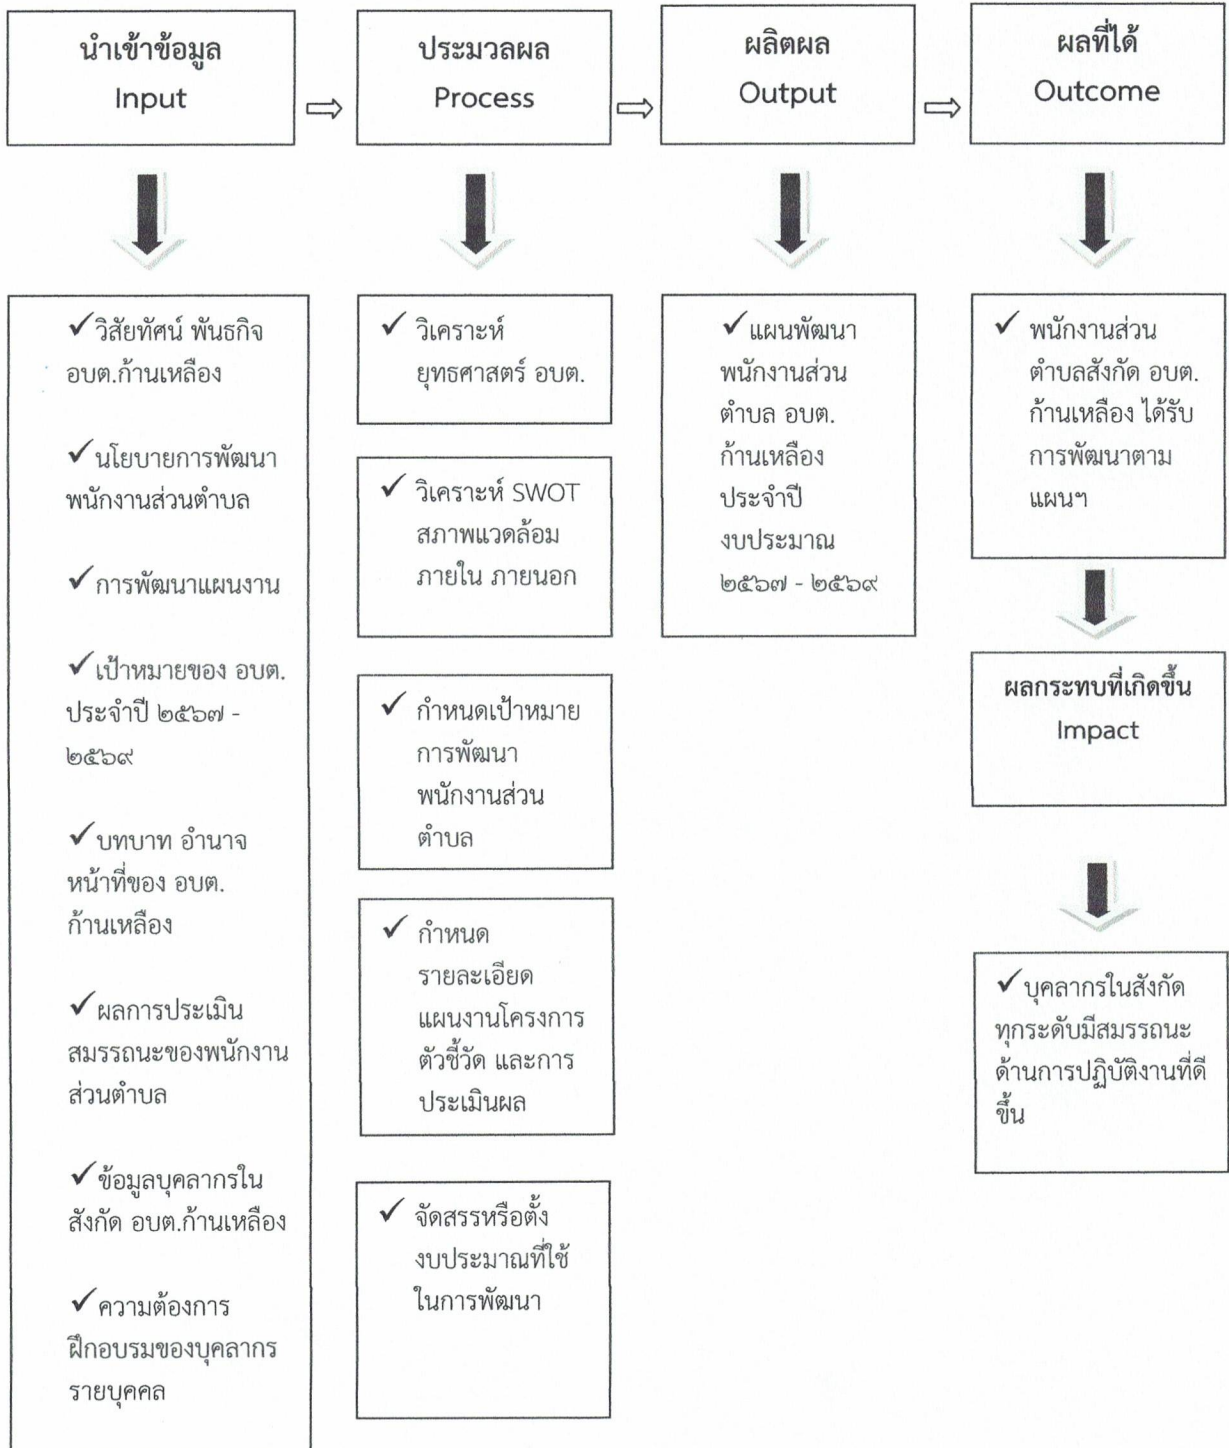 นำเข้าข้อมูล
Input
ประมวลผล
Process
ผลิตผล
Output
ผลที่ได้
Outcome
✓วิสัยทัศน์ พันธกิจ
อบต.ก้านเหลือง
✓นโยบายการพัฒนา
พนักงานส่วนตำบล
✓การพัฒนาแผนงาน
✓เป้าหมายของ อบต.
ประจำปี ๒๕๖๗ -
๒๕๖๙
✓บทบาท อำนาจ
หน้าที่ของ อบต.
ก้านเหลือง
✓ผลการประเมิน
สมรรถนะของพนักงาน
ส่วนตำบล
✓ข้อมูลบุคลากรใน
สังกัด อบต.ก้านเหลือง
✓ความต้องการ
ฝึกอบรมของบุคลากร
รายบุคคล
✓ วิเคราะห์
ยุทธศาสตร์ อบต.
✓ วิเคราะห์ SWOT
สภาพแวดล้อม
ภายใน ภายนอก
✓ กำหนดเป้าหมาย
การพัฒนา
พนักงานส่วน
ตำบล
✓ กำหนด
รายละเอียด
แผนงานโครงการ
ตัวชี้วัด และการ
ประเมินผล
✓ จัดสรรหรือตั้ง
งบประมาณที่ใช้
ในการพัฒนา
✓แผนพัฒนา
พนักงานส่วน
ตำบล อบต.
ก้านเหลือง
ประจำปี
งบประมาณ
๒๕๖๗ - ๒๕๖๙
✓ พนักงานส่วน
ตำบลสังกัด อบต.
ก้านเหลือง ได้รับ
การพัฒนาตาม
แผนฯ
ผลกระทบที่เกิดขึ้น
Impact
✓บุคลากรในสังกัด
ทุกระดับมีสมรรถนะ
ด้านการปฏิบัติงานที่ดี
ขึ้น